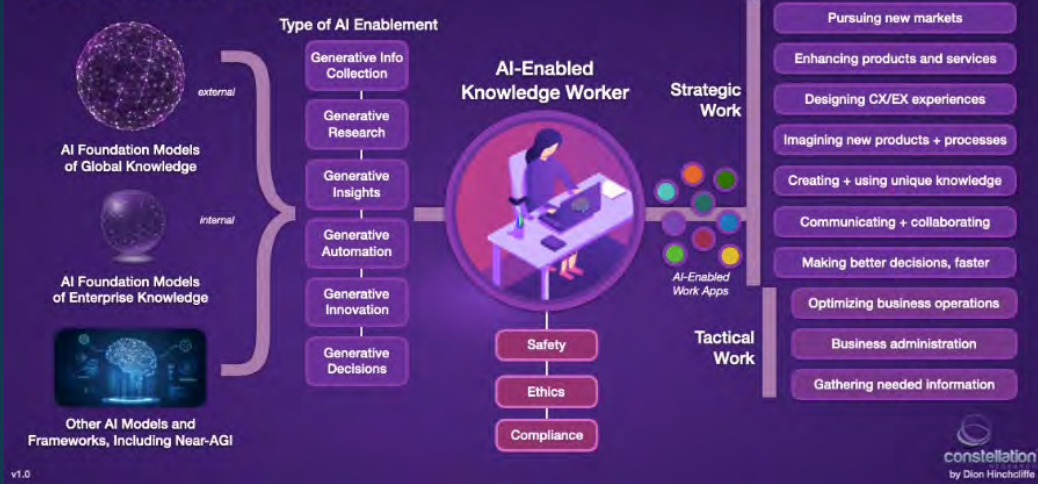 Type of AI Enablement
external
AI Foundation Models
of Global Knowledge
internal
AI Foundation Models
of Enterprise Knowledge
Other AI Models and
Frameworks, Including Near-AGI
v1.0
Generative Info
Collection
Generative
Research
Generative
Insights
Generative
Automation
Generative
Innovation
Generative
Decisions
AI-Enabled
Knowledge Worker
Safety
Ethics
Compliance
AI-Enabled
Work Apps
Strategic
Work
Pursuing new markets
Enhancing products and services
Designing CX/EX experiences
Imagining new products + processes
Creating + using unique knowledge
Communicating + collaborating
Making better decisions, faster
Tactical
Work
Optimizing business operations
Business administration
Gathering needed information
constellation
RESEARCH
by Dion Hinchcliffe